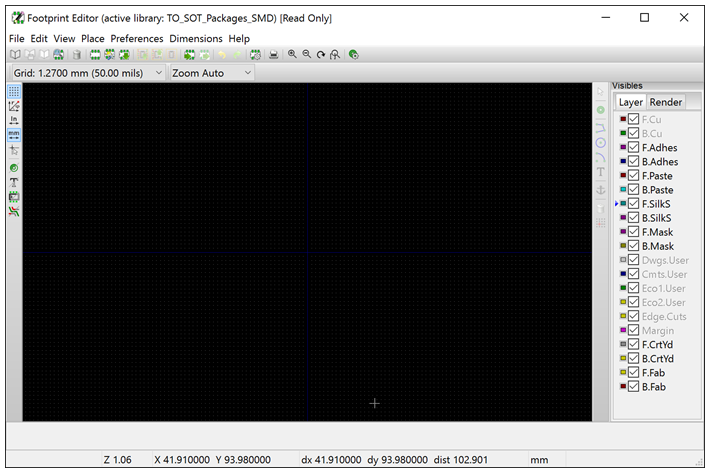 Footprint Editor (active library: TO_SOT_Packages_SMD) [Read Only]
File Edit View Place Preferences Dimensions Help
Grid: 1.2700 mm (50.00 mils) Zoom Auto
Visibles
Layer Render
In
mm
T
T
F.Cu
B.Cu
F.Adhes
B.Adhes
F.Paste
B.Paste
F.SilkS
B.SilkS
F.Mask
B.Mask
Dwgs.User
Cmts.User
Eco1.User
Eco2.User
Edge.Cuts
Margin
F.CrtYd
B.CrtYd
F.Fab
B.Fab
Z 1.06 X 41.910000 Y 93.980000 dx 41.910000 dy 93.980000 dist 102.901 mm